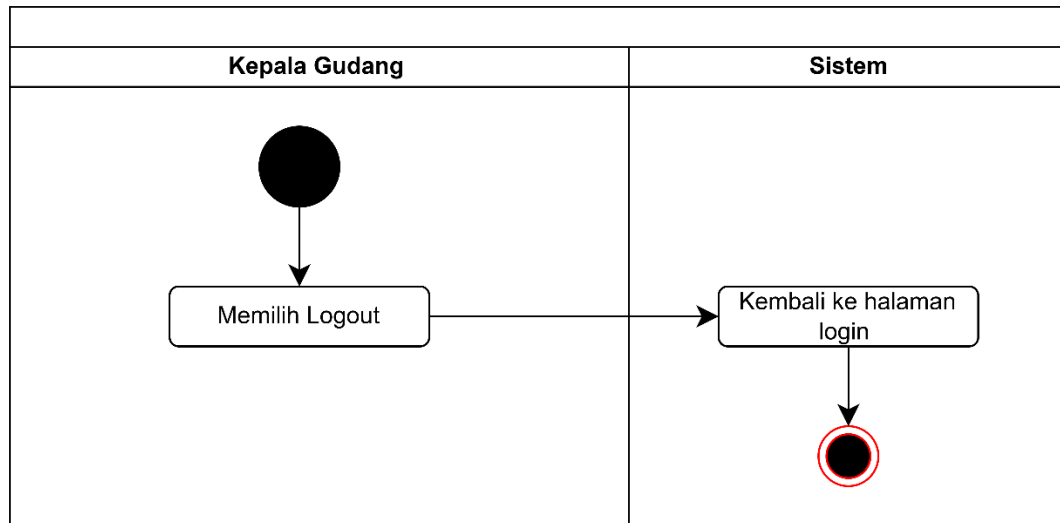 Kepala Gudang
Sistem
Memilih Logout
Kembali ke halaman
login